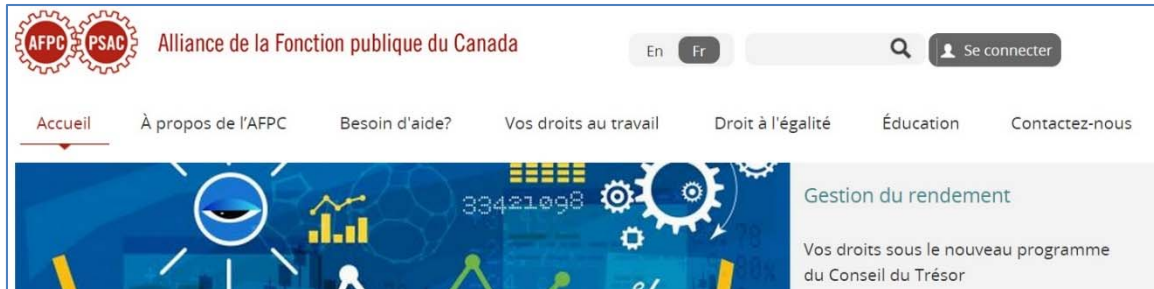 AFPC PSAC Alliance de la Fonction publique du Canada En Fr Se connecter
Accueil À propos de l’AFPC Besoin d'aide? Vos droits au travail Droit à l'égalité Éducation Contactez-nous
33421098
Gestion du rendement
Vos droits sous le nouveau programme
du Conseil du Trésor